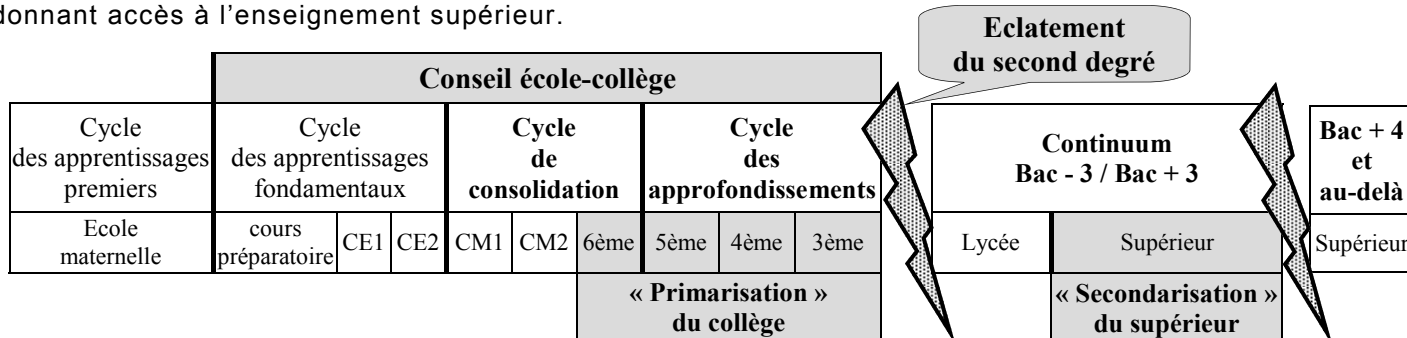 donnant accès à l'enseignement supérieur.
Eclatement
du second degré
Conseil école-collège
Cycle
des apprentissages
premiers
Cycle
des apprentissages
fondamentaux
Cycle
de
consolidation
Cycle
des
approfondissements
Continuum
Bac - 3 / Bac + 3
Bac + 4
et
au-delà
Ecole
maternelle
cours
préparatoire
CE1
CE2
CM1
CM2
6ème
5ème
4ème
3ème
Lycée
Supérieur
Supérieur
« Primarisation »
du collège
« Secondarisation »
du supérieur